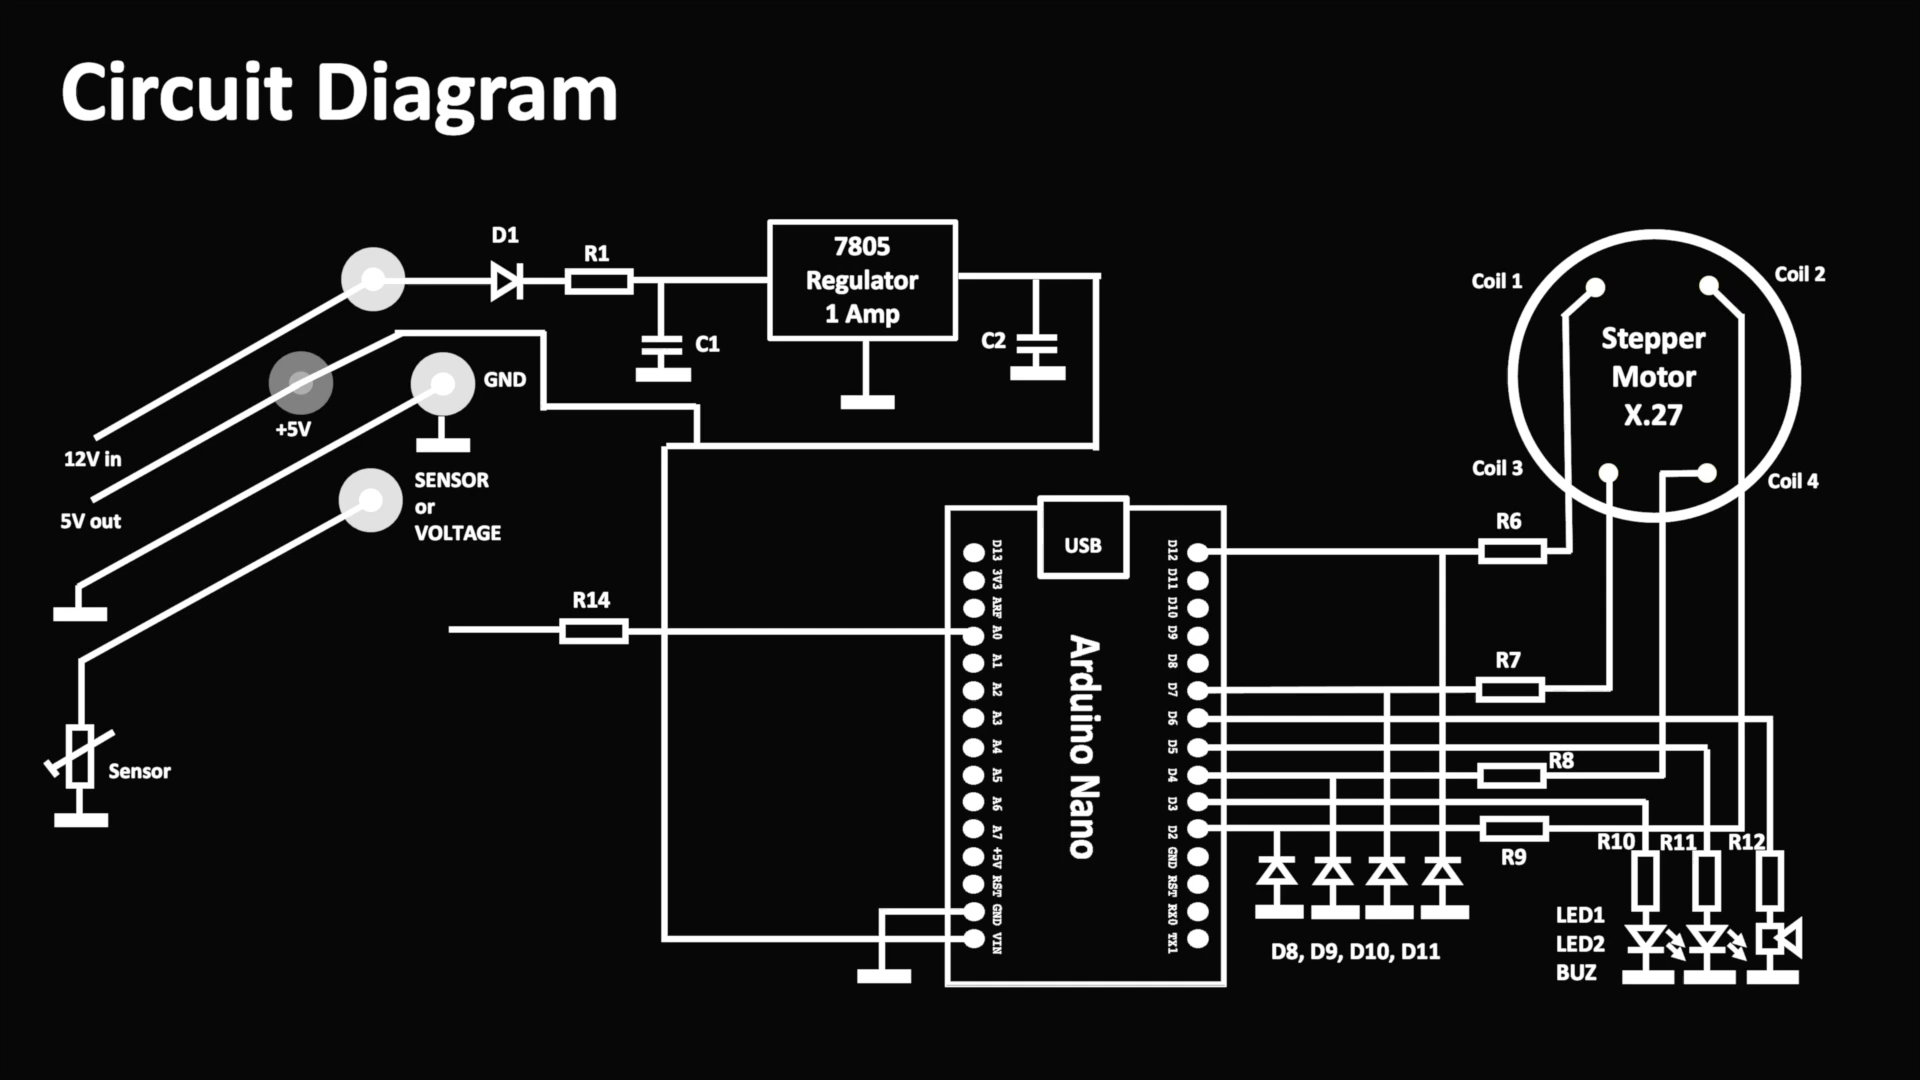 Circuit Diagram
D1
R1
7805
Regulator
1 Amp
C1
C2
GND
+5V
12V in
5V out
SENSOR
or
VOLTAGE
R14
Sensor
USB
Arduino Nano
D13
3V3
ARF
A0
A1
A2
A3
A4
A5
A6
A7
+5V
RST
GND
VIN
D12
D11
D10
D9
D8
D7
D6
D5
D4
D3
D2
GND
RST
RX0
TX1
Coil 1
Coil 2
Stepper
Motor
X.27
Coil 3
Coil 4
R6
R7
R8
R9
R10
R11
R12
D8, D9, D10, D11
LED1
LED2
BUZ